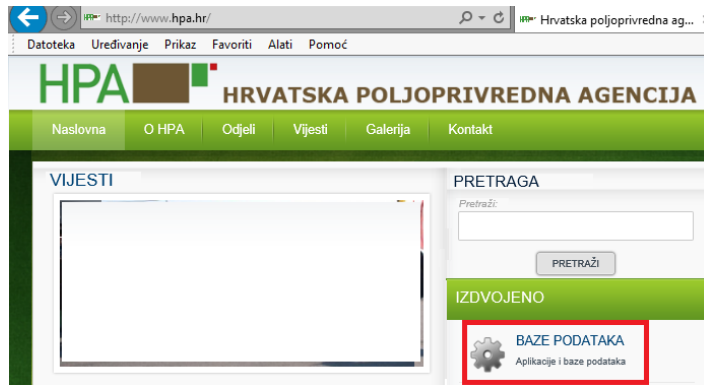 http://www.hpa.hr/
HPA Hrvatska poljoprivredna ag...
Datoteka Uređivanje Prikaz Favoriti Alati Pomoć
HPA HRVATSKA POLJOPRIVREDNA AGENCIJA
Naslovna O HPA Odjeli Vijesti Galerija Kontakt
VIJESTI
PRETRAGA
Pretraži:
PRETRAŽI
IZDVOJENO
BAZE PODATAKA
Aplikacije i baze podataka